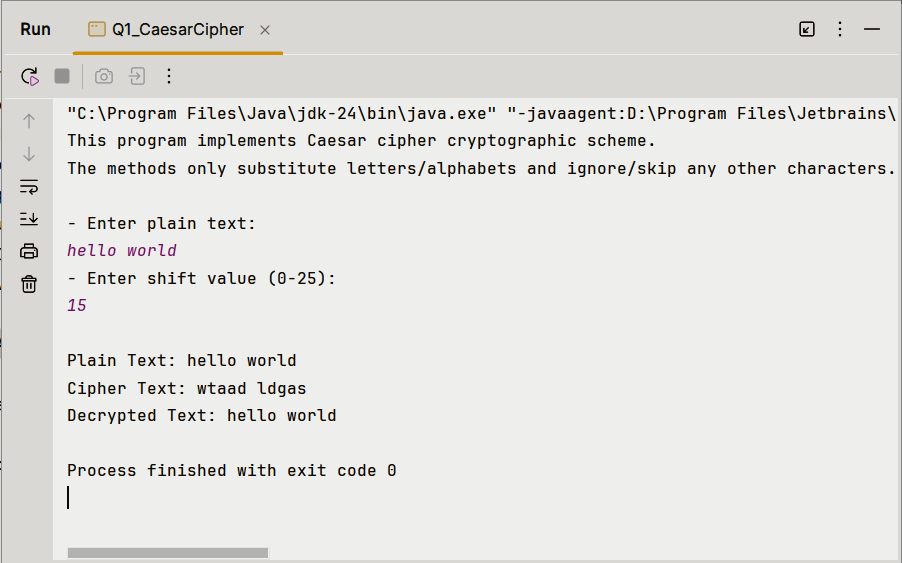 Run Q1_CaesarCipher
"C:\Program Files\Java\jdk-24\bin\java.exe" "-javaagent:D:\Program Files\Jetbrains\
This program implements Caesar cipher cryptographic scheme.
The methods only substitute letters/alphabets and ignore/skip any other characters.
- Enter plain text:
hello world
- Enter shift value (0-25):
15
Plain Text: hello world
Cipher Text: wtaad ldgas
Decrypted Text: hello world
Process finished with exit code 0